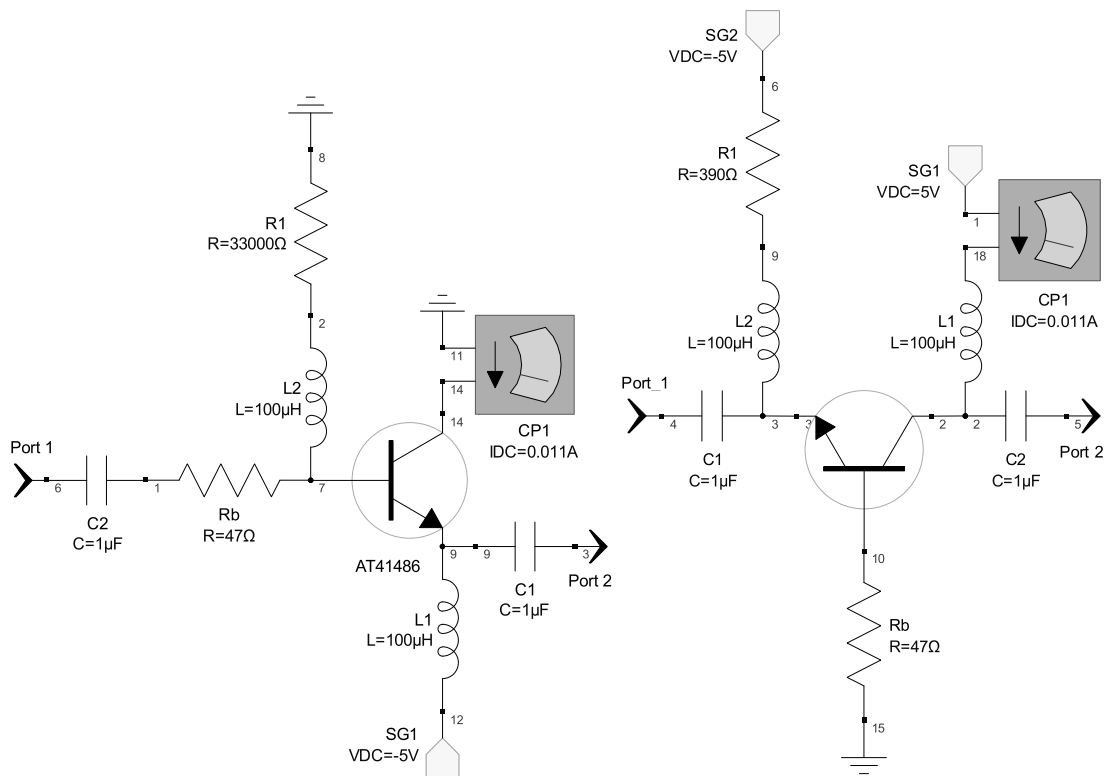 8
R1
R=33000Ω
2
L2
L=100µH
11
14
CP1
IDC=0.011A
14
Port 1
6
C2
C=1µF
1
Rb
R=47Ω
7
AT41486
9
9
C1
C=1µF
3
Port 2
L1
L=100µH
12
SG1
VDC=-5V
SG2
VDC=-5V
6
R1
R=390Ω
9
L2
L=100µH
SG1
VDC=5V
1
18
CP1
IDC=0.011A
L1
L=100µH
Port_1
4
C1
C=1µF
3
3
2
2
C2
C=1µF
5
Port 2
10
Rb
R=47Ω
15